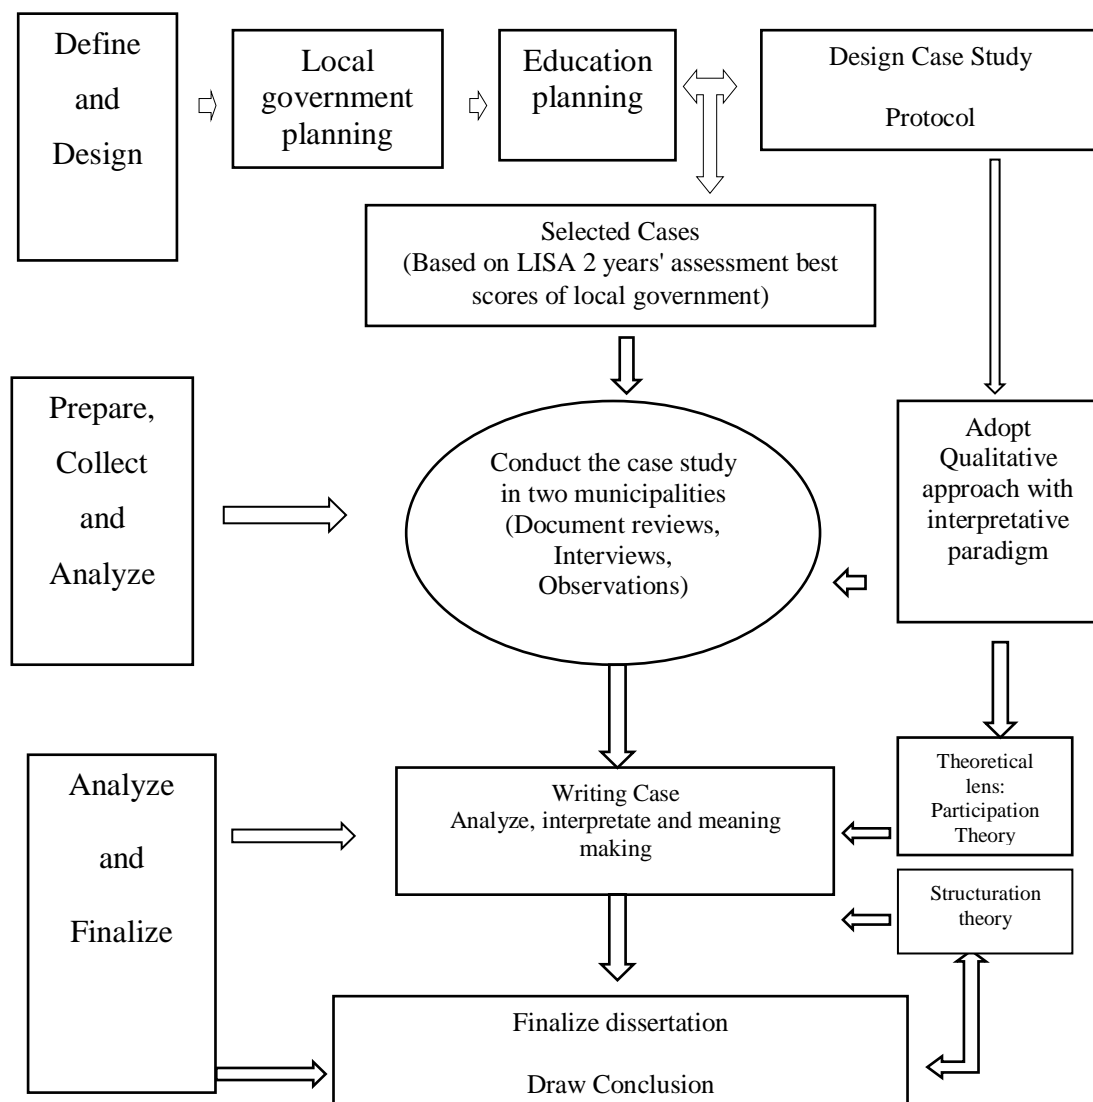 Define
and
Design
Local
government
planning
Education
planning
Design Case Study
Protocol
Selected Cases
(Based on LISA 2 years' assessment best
scores of local government)
Prepare,
Collect
and
Analyze
Conduct the case study
in two municipalities
(Document reviews,
Interviews,
Observations)
Adopt
Qualitative
approach with
interpretative
paradigm
Analyze
and
Finalize
Writing Case
Analyze, interpretate and meaning
making
Theoretical
lens:
Participation
Theory
Structuration
theory
Finalize dissertation
Draw Conclusion